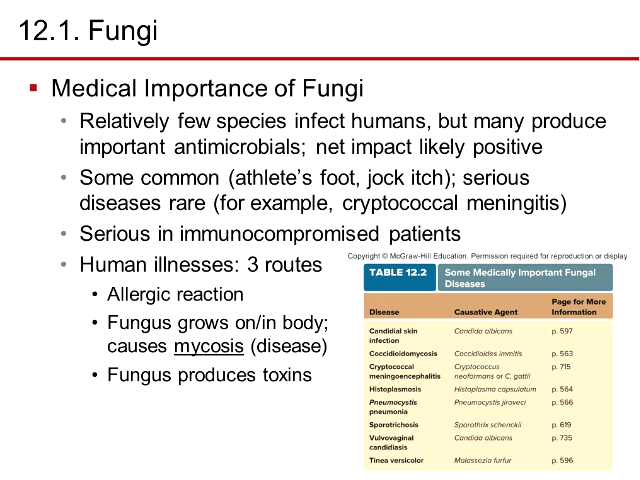 12.1. Fungi
▪ Medical Importance of Fungi
• Relatively few species infect humans, but many produce
important antimicrobials; net impact likely positive
• Some common (athlete's foot, jock itch); serious
diseases rare (for example, cryptococcal meningitis)
• Serious in immunocompromised patients
• Human illnesses: 3 routes
• Allergic reaction
• Fungus grows on/in body;
causes mycosis (disease)
• Fungus produces toxins
Copyright © McGraw-Hill Education. Permission required for reproduction or display.
TABLE 12.2 Some Medically Important Fungal
Diseases
Page for More
Disease Causative Agent Information
Candidial skin Candida albicans p. 597
infection
Coccidioidomycosis Coccidioides immitis p. 563
Cryptococcal Cryptococcus p. 715
meningoencephalitis neoformans or C. gattii
Histoplasmosis Histoplasma capsulatum p. 564
Pneumocystis Pneumocystis jiroveci p. 566
pneumonia
Sporotrichosis Sporothrix schenckii p. 619
Vulvovaginal Candida albicans p. 735
candidiasis
Tinea versicolor Malassezia furfur p. 596